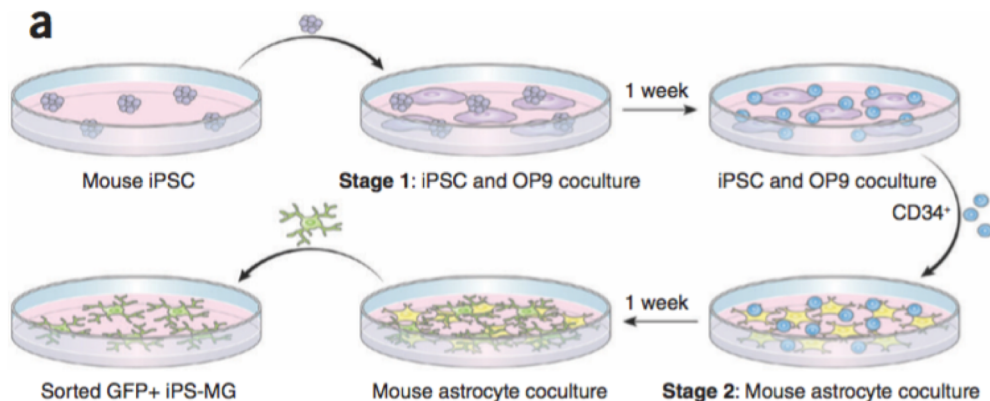 a
Mouse iPSC
Stage 1: iPSC and OP9 coculture
1 week
iPSC and OP9 coculture
CD34⁺
Sorted GFP+ iPS-MG
Mouse astrocyte coculture
1 week
Stage 2: Mouse astrocyte coculture